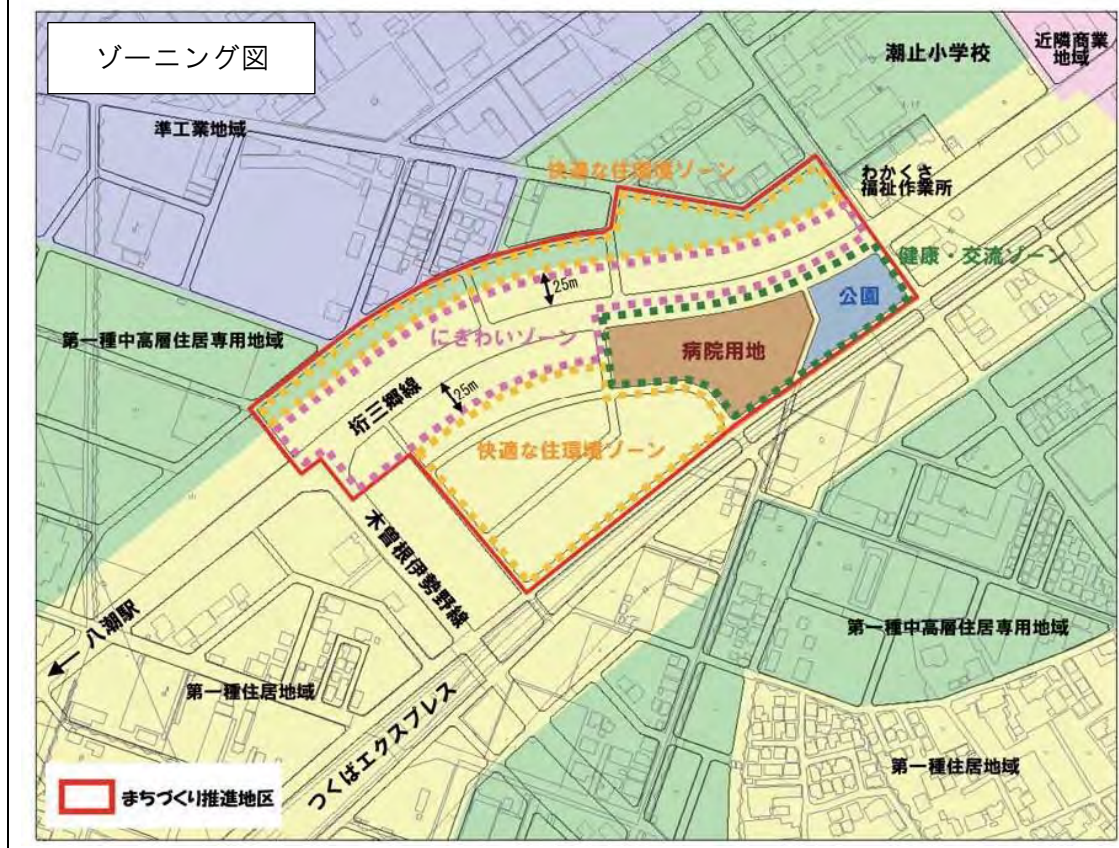 ゾーニング図
潮止小学校
近隣商業
地域
準工業地域
快適な住環境ゾーン
わかくさ
福祉作業所
健康・交流ゾーン
25m
公園
第一種中高層住居専用地域
にぎわいゾーン
病院用地
垳三郷線
25m
快適な住環境ゾーン
木曽根伊勢野線
八潮駅
第一種中高層住居専用地域
第一種住居地域
つくばエクスプレス
第一種住居地域
まちづくり推進地区